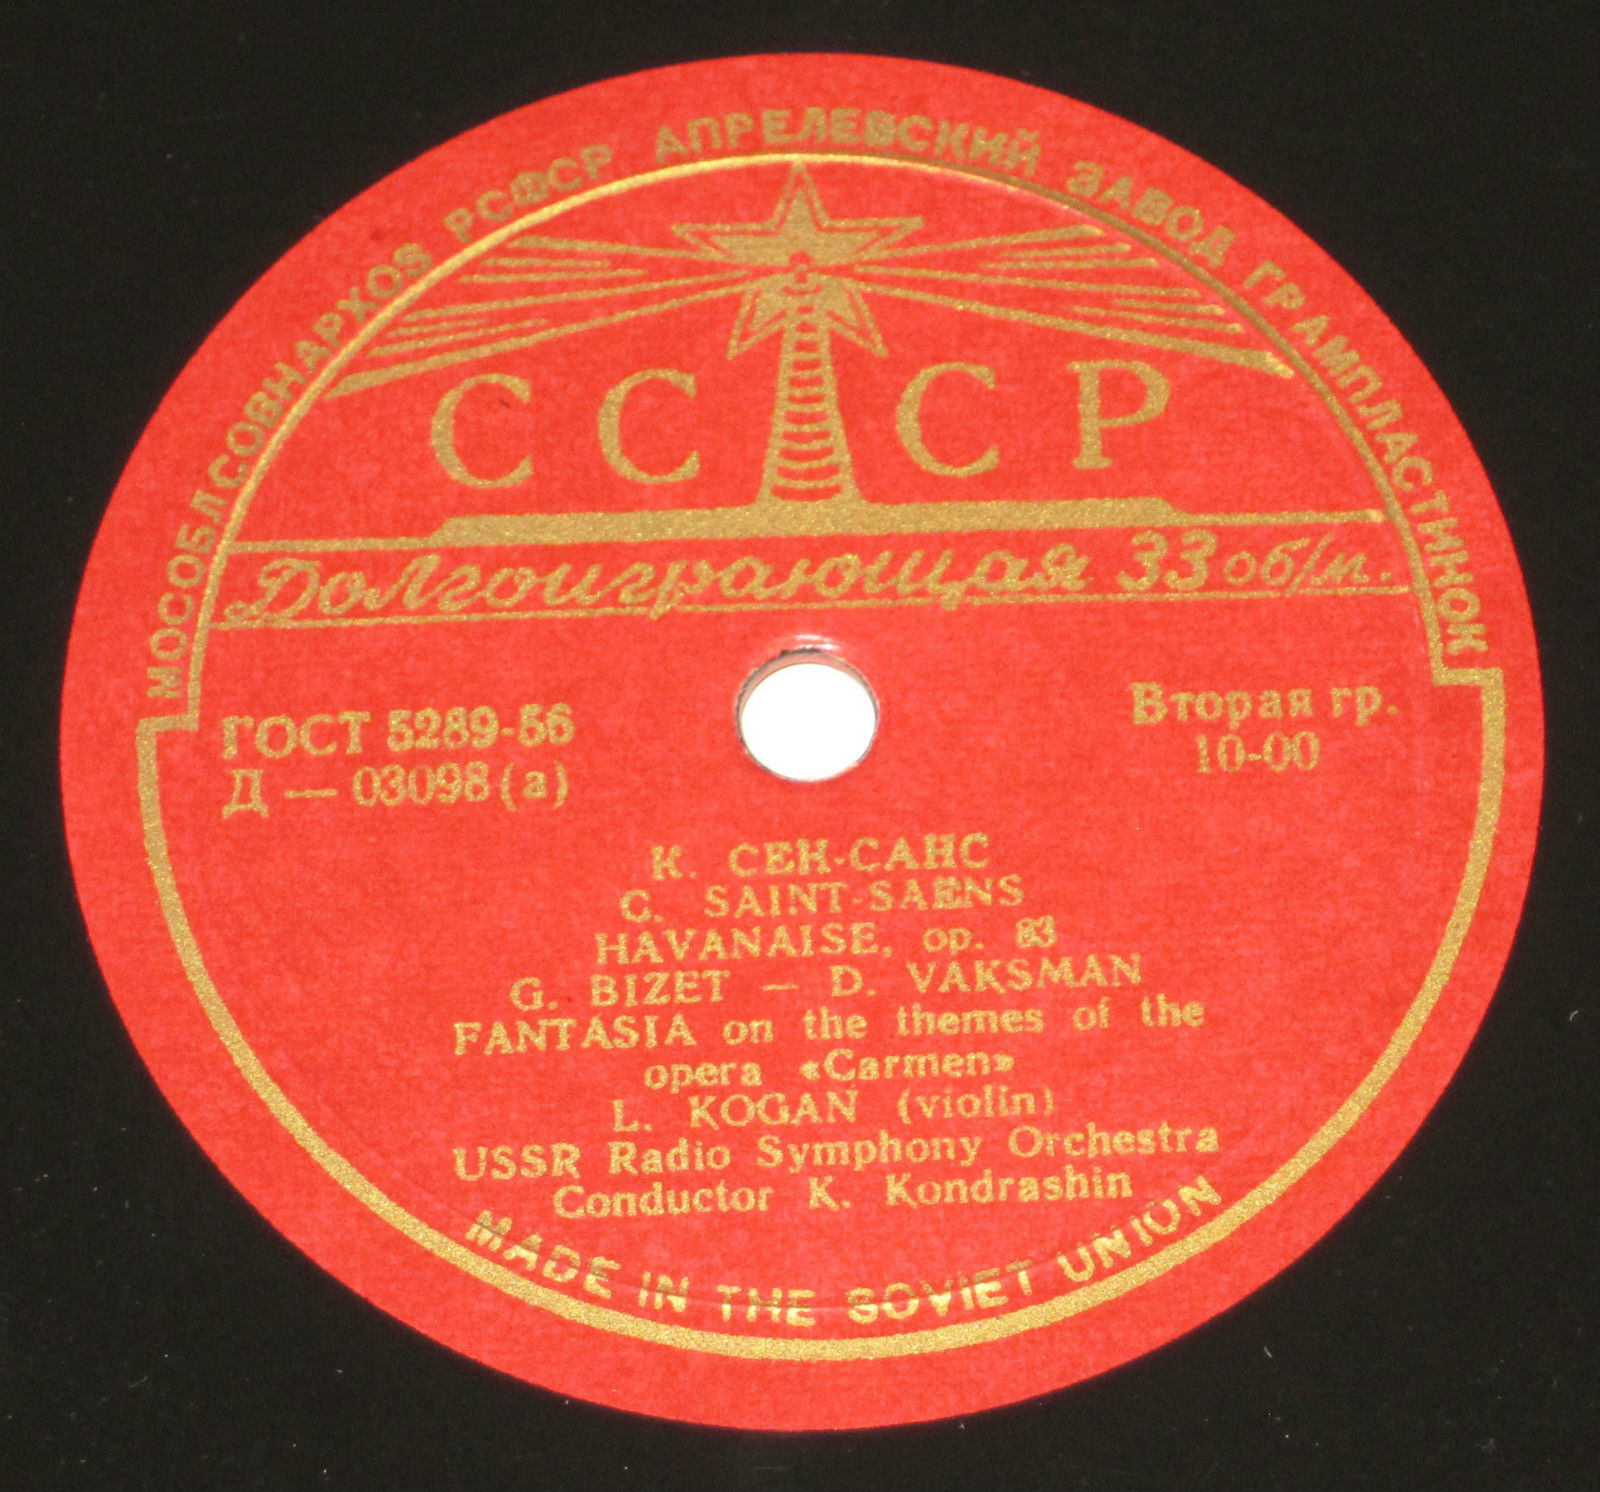 МОСОБЛСОВНАРХОЗ РСФСР АПРЕЛЕВСКИЙ ЗАВОД ГРАМПЛАСТИНОК
СССР
Долгоиграющая 33 об/м.
ГОСТ 5289-56
Д — 03098 (а)
Вторая гр.
10-00
К. СЕН-САНС
C. SAINT-SAËNS
HAVANAISE, op. 83
G. BIZET — D. VAKSMAN
FANTASIA on the themes of the
opera «Carmen»
L. KOGAN (violin)
USSR Radio Symphony Orchestra
Conductor K. Kondrashin
MADE IN THE SOVIET UNION